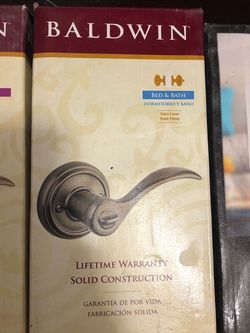 N
BALDWIN
BED & BATH
DORMITORIO Y BAÑO
LIFETIME WARRANTY
SOLID CONSTRUCTION
GARANTÍA DE POR VIDA
FABRICACIÓN SÓLIDA